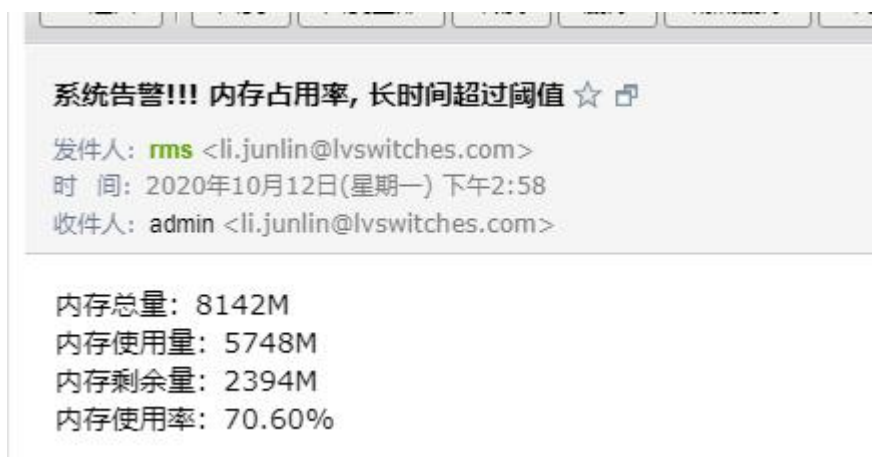 系统告警!!! 内存占用率, 长时间超过阈值
发件人: rms <li.junlin@lvswitches.com>
时 间: 2020年10月12日(星期一) 下午2:58
收件人: admin <li.junlin@lvswitches.com>
内存总量: 8142M
内存使用量: 5748M
内存剩余量: 2394M
内存使用率: 70.60%